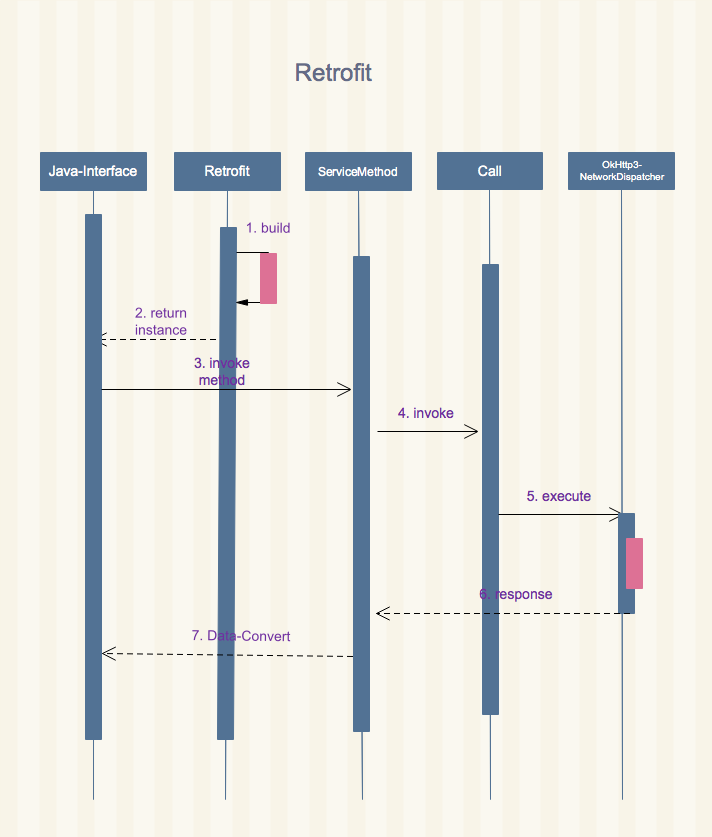 Retrofit
Java-Interface
Retrofit
ServiceMethod
Call
OkHttp3-
NetworkDispatcher
1. build
2. return
instance
3. invoke
method
4. invoke
5. execute
6. response
7. Data-Convert